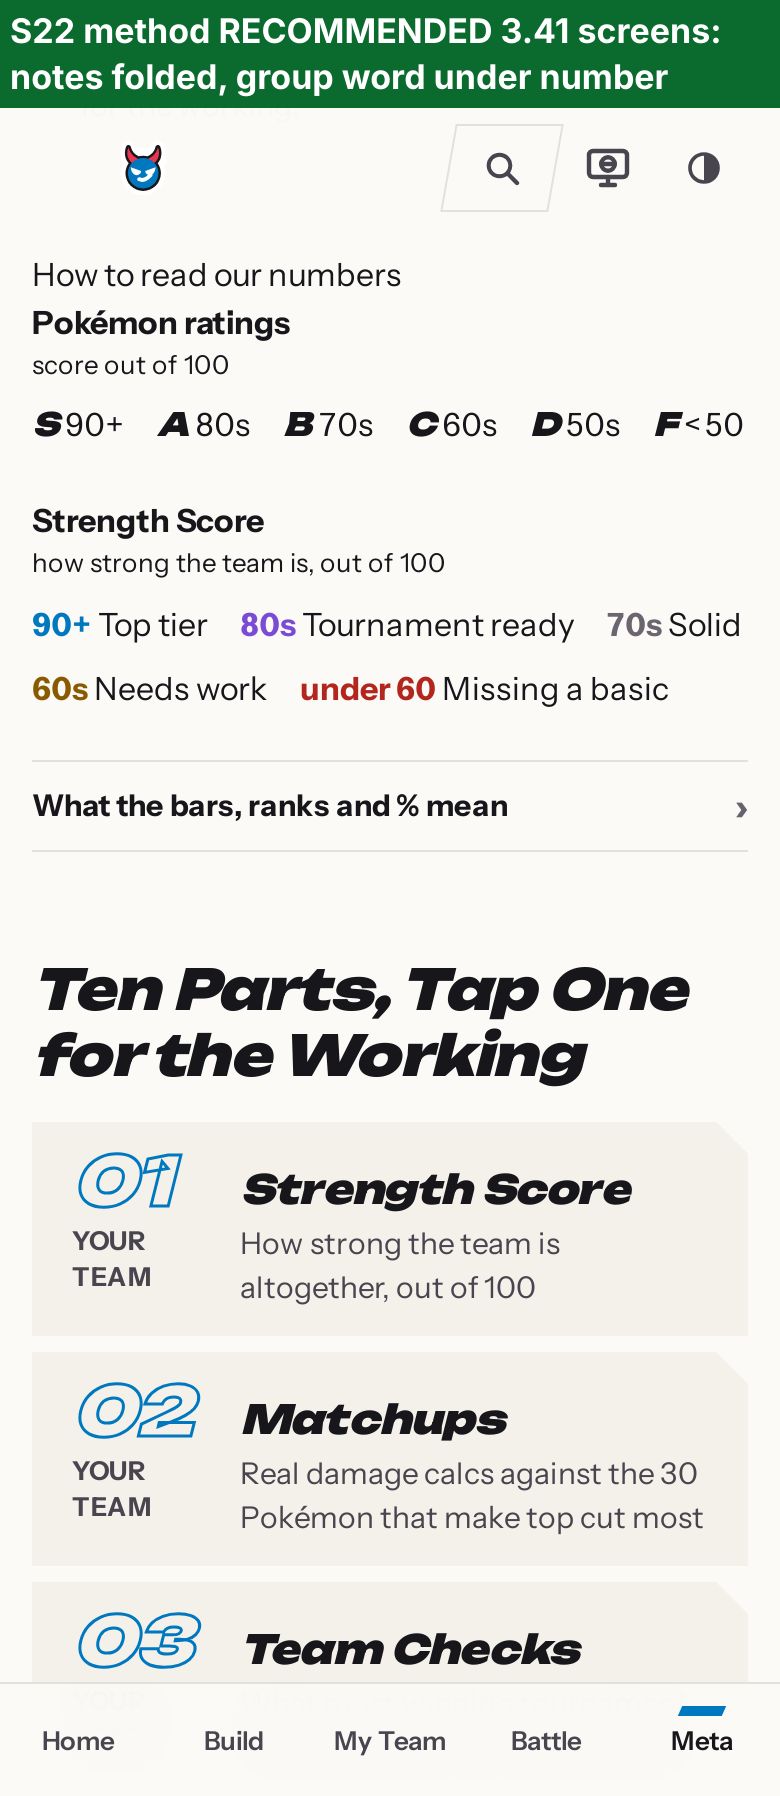 S22 method RECOMMENDED 3.41 screens:
notes folded, group word under number
for the working.
How to read our numbers
Pokémon ratings
score out of 100
S 90+ A 80s B 70s C 60s D 50s F <50
Strength Score
how strong the team is, out of 100
90+ Top tier 80s Tournament ready 70s Solid
60s Needs work under 60 Missing a basic
What the bars, ranks and % mean ›
Ten Parts, Tap One
for the Working
01 Strength Score
YOUR TEAM
How strong the team is
altogether, out of 100
02 Matchups
YOUR TEAM
Real damage calcs against the 30
Pokémon that make top cut most
03 Team Checks
YOUR
Home Build My Team Battle Meta